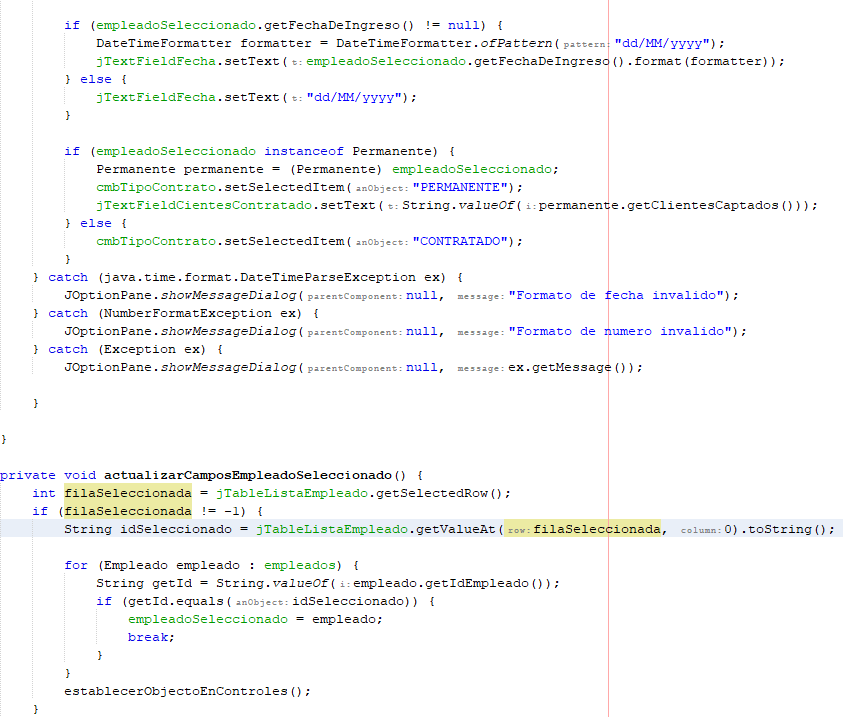 if (empleadoSeleccionado.getFechaDeIngreso() != null) {
DateTimeFormatter formatter = DateTimeFormatter.ofPattern(pattern: "dd/MM/yyyy");
jTextFieldFecha.setText(t: empleadoSeleccionado.getFechaDeIngreso().format(formatter));
} else {
jTextFieldFecha.setText(t: "dd/MM/yyyy");
}
if (empleadoSeleccionado instanceof Permanente) {
Permanente permanente = (Permanente) empleadoSeleccionado;
cmbTipoContrato.setSelectedItem(anObject: "PERMANENTE");
jTextFieldCientesContratado.setText(t: String.valueOf(i: permanente.getClientesCaptados()));
} else {
cmbTipoContrato.setSelectedItem(anObject: "CONTRATADO");
}
} catch (java.time.format.DateTimeParseException ex) {
JOptionPane.showMessageDialog(parentComponent: null, message: "Formato de fecha invalido");
} catch (NumberFormatException ex) {
JOptionPane.showMessageDialog(parentComponent: null, message: "Formato de numero invalido");
} catch (Exception ex) {
JOptionPane.showMessageDialog(parentComponent: null, message: ex.getMessage());
}
}
private void actualizarCamposEmpleadoSeleccionado() {
int filaSeleccionada = jTableListaEmpleado.getSelectedRow();
if (filaSeleccionada != -1) {
String idSeleccionado = jTableListaEmpleado.getValueAt(row: filaSeleccionada, column: 0).toString();
for (Empleado empleado : empleados) {
String getId = String.valueOf(i: empleado.getIdEmpleado());
if (getId.equals(anObject: idSeleccionado)) {
empleadoSeleccionado = empleado;
break;
}
}
establecerObjectoEnControles();
}